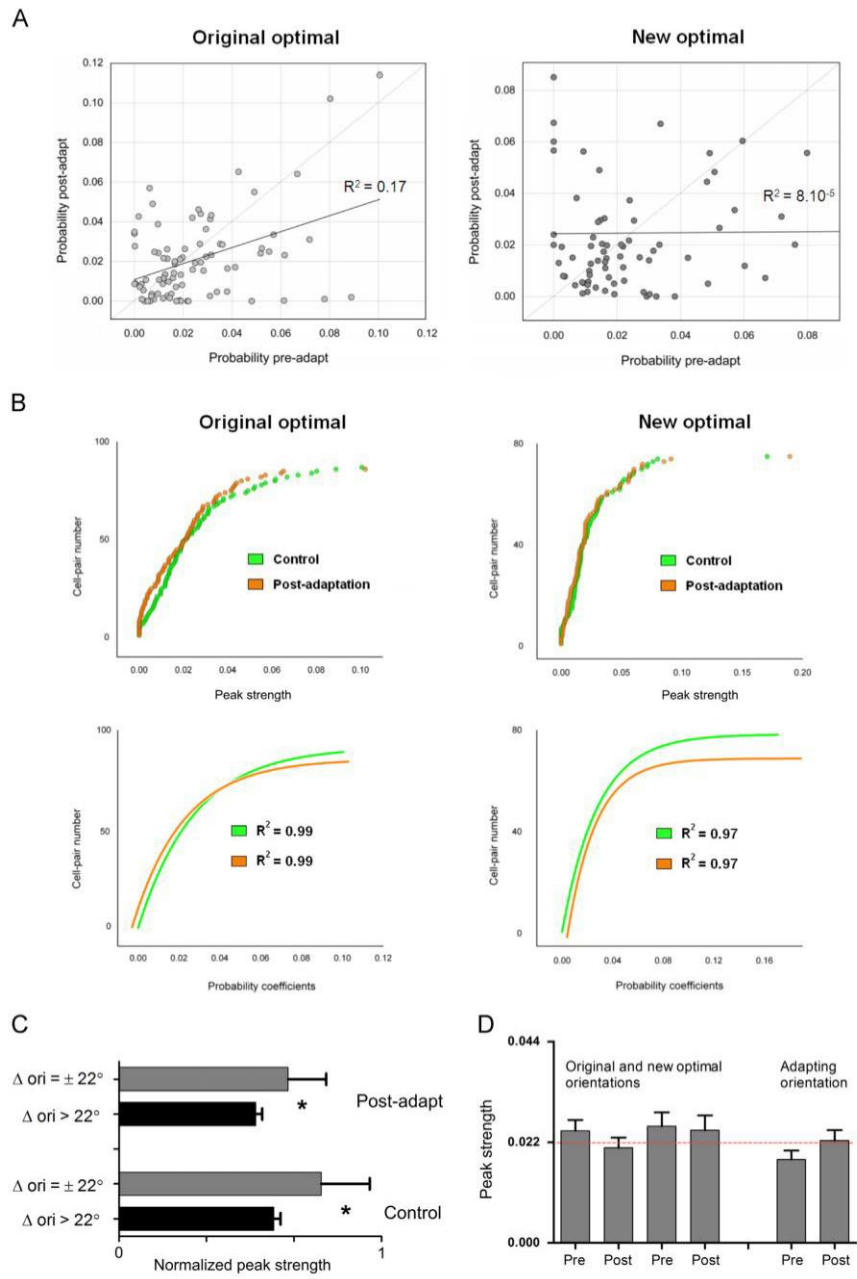 A
Original optimal
New optimal
0.12
0.10
0.08
0.06
0.04
0.02
0.00
Probability post-adapt
R² = 0.17
0.00 0.02 0.04 0.06 0.08 0.10 0.12
Probability pre-adapt
0.08
0.06
0.04
0.02
0.00
Probability post-adapt
R² = 8.10⁻⁵
0.00 0.02 0.04 0.06 0.08
Probability pre-adapt
B
Original optimal
New optimal
100
50
0
Cell-pair number
Control
Post-adaptation
0.00 0.02 0.04 0.06 0.08 0.10
Peak strength
80
40
0
Cell-pair number
Control
Post-adaptation
0.00 0.05 0.10 0.15 0.20
Peak strength
100
50
0
Cell-pair number
R² = 0.99
R² = 0.99
0.00 0.02 0.04 0.06 0.08 0.10 0.12
Probability coefficients
80
40
0
Cell-pair number
R² = 0.97
R² = 0.97
0.00 0.04 0.08 0.12 0.16
Probability coefficients
C
Δ ori = ± 22°
Δ ori > 22°
*
Post-adapt
Δ ori = ± 22°
Δ ori > 22°
*
Control
0 1
Normalized peak strength
D
0.044
0.022
0.000
Peak strength
Original and new optimal
orientations
Adapting
orientation
Pre Post Pre Post Pre Post